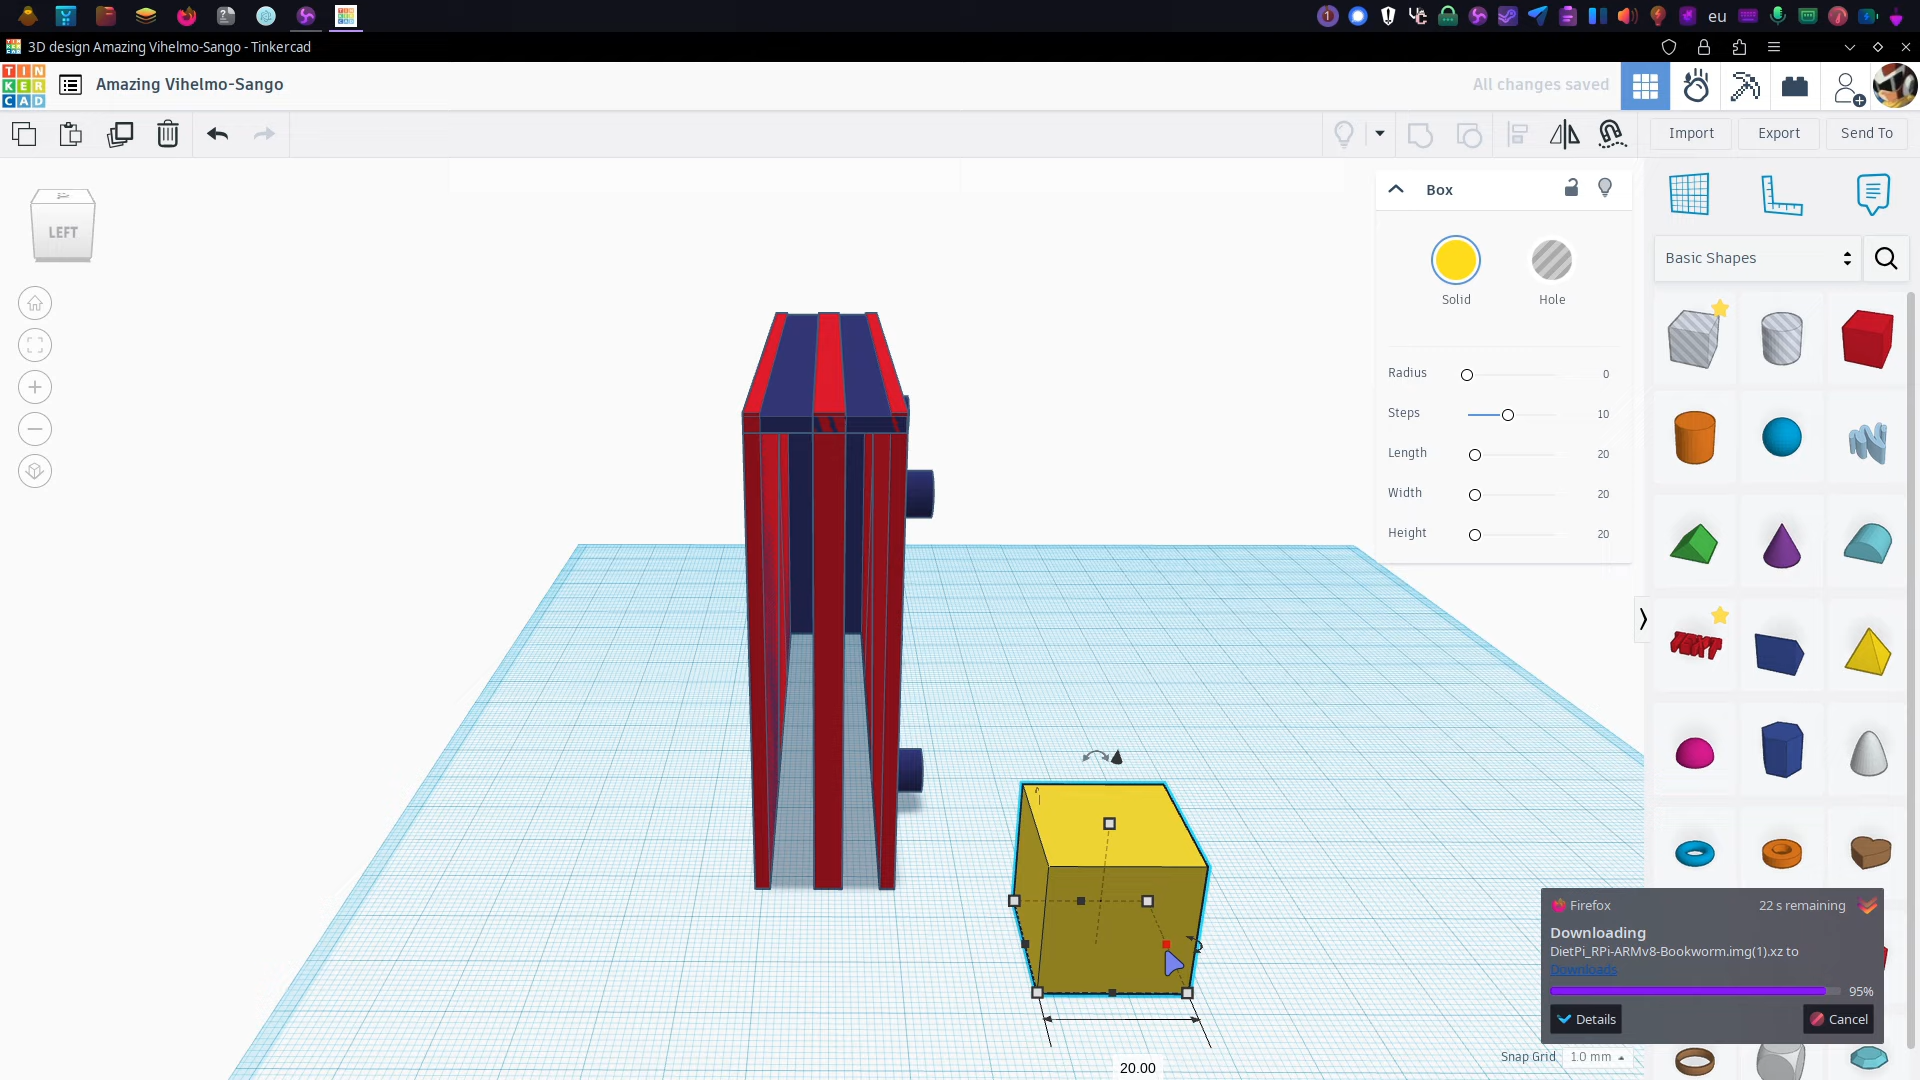 eu
3D design Amazing Vihelmo-Sango - Tinkercad
TIN
KER
CAD
Amazing Vihelmo-Sango
All changes saved
Import
Export
Send To
LEFT
Box
Solid
Hole
Radius
0
Steps
10
Length
20
Width
20
Height
20
Basic Shapes
TEXT
Firefox
22 s remaining
Downloading
DietPi_RPi-ARMv8-Bookworm.img(1).xz to
Downloads
95%
Details
Cancel
Snap Grid
1.0 mm
20.00